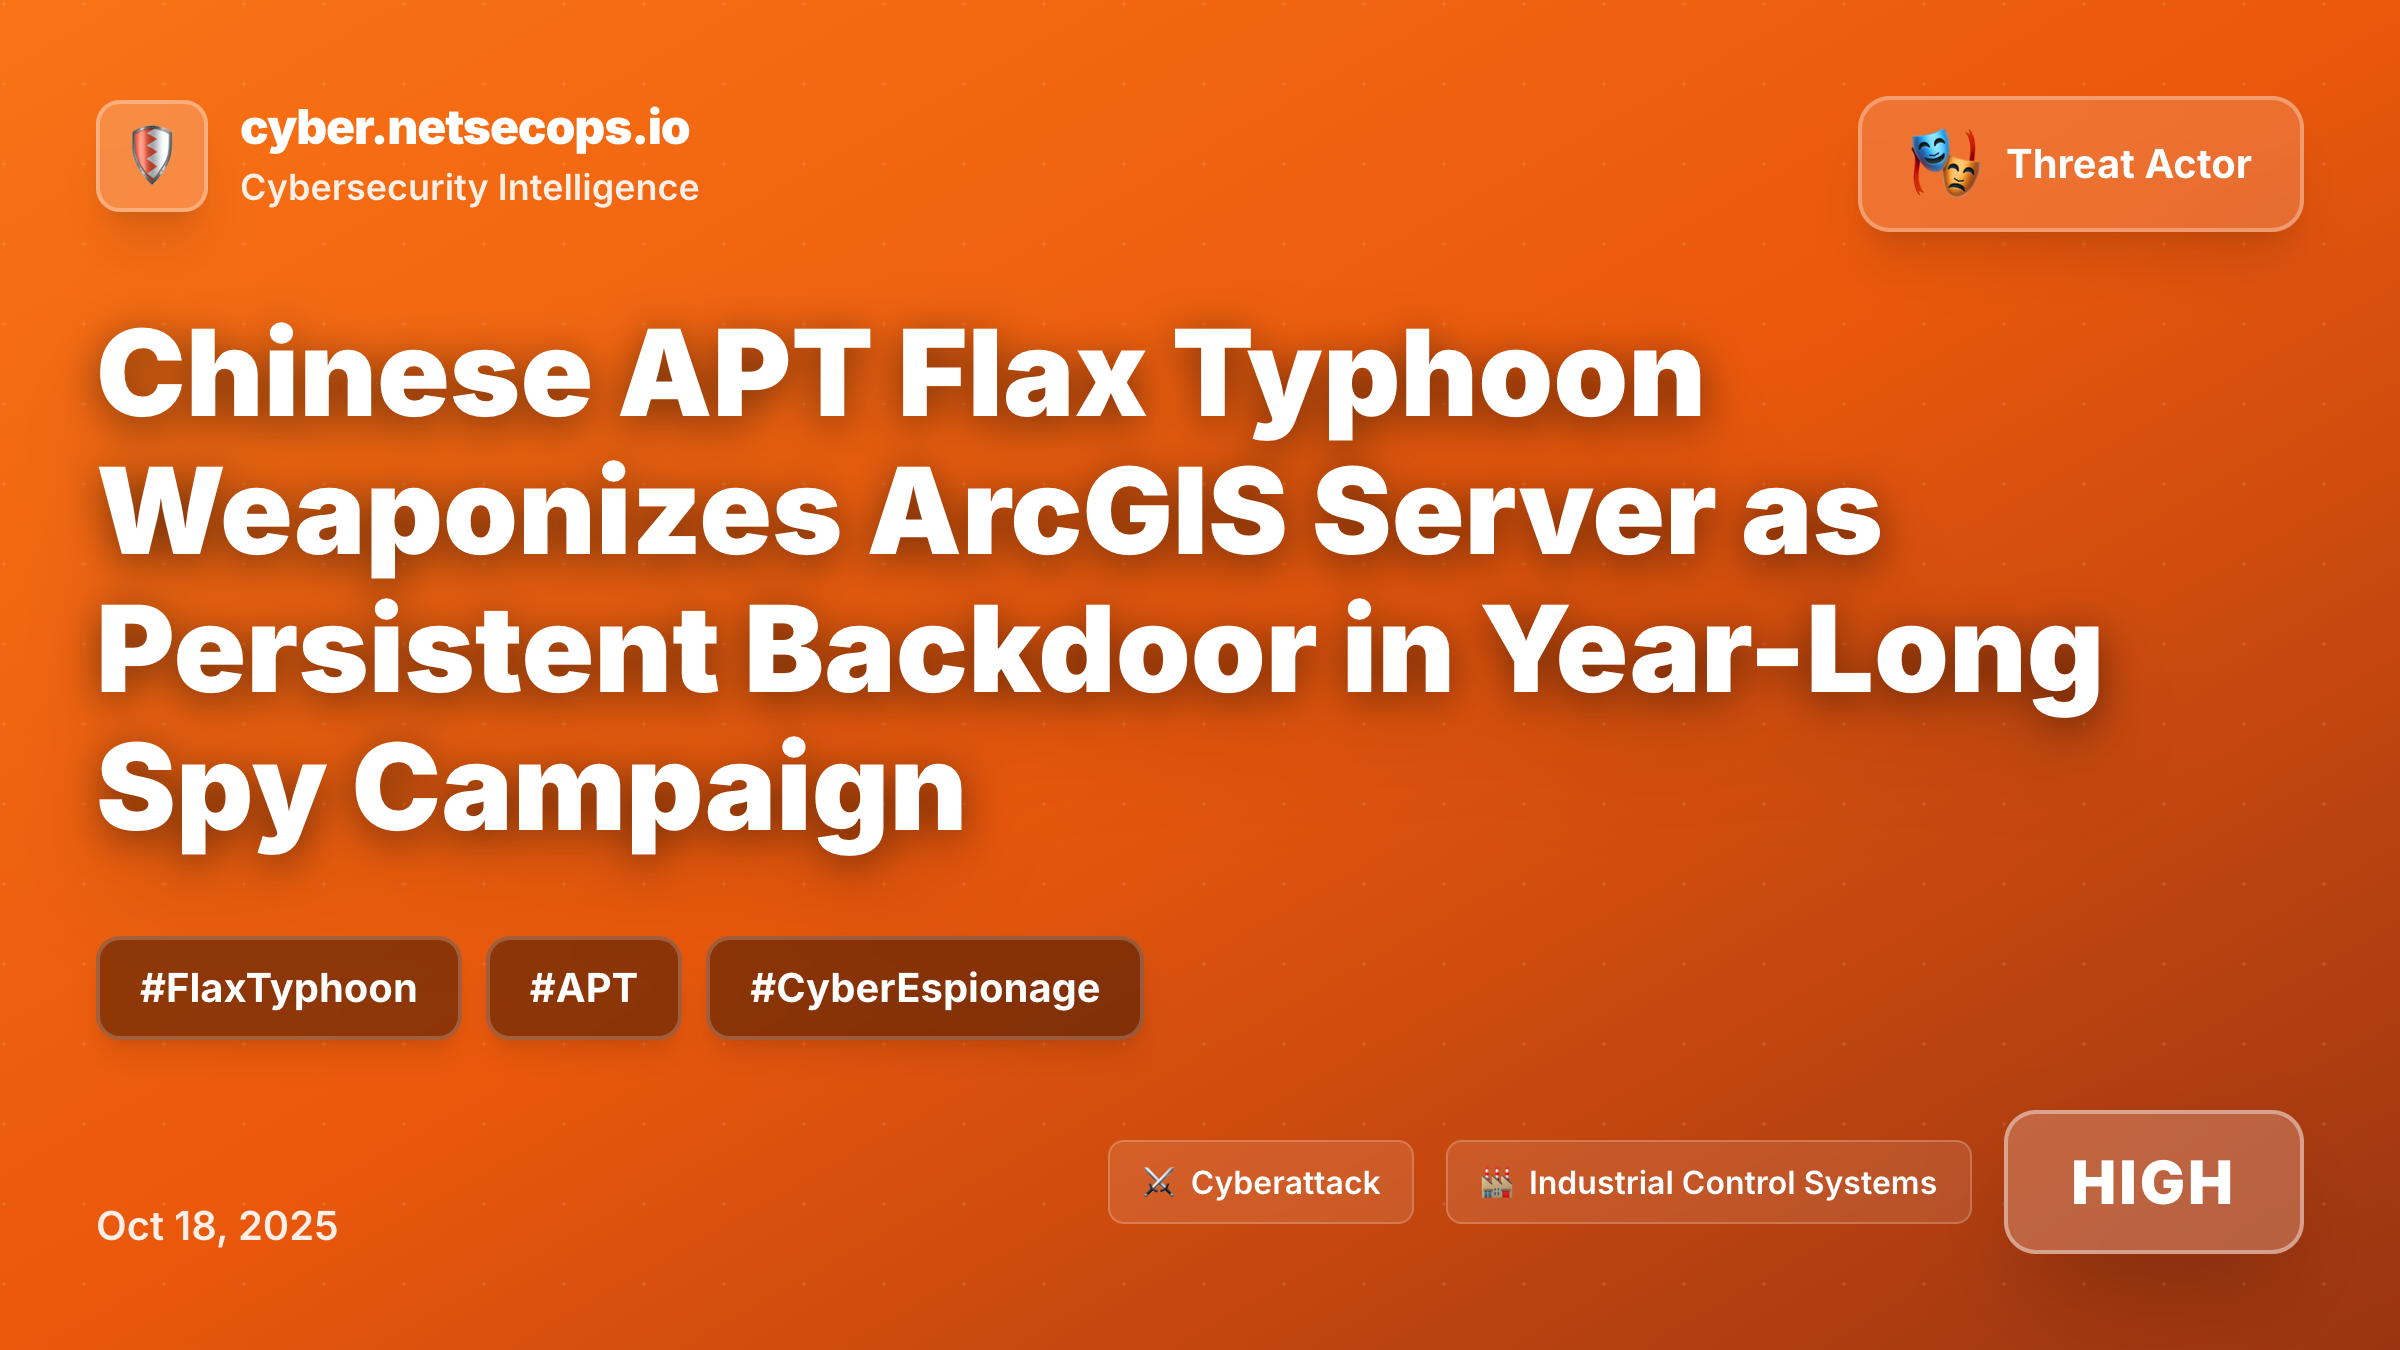 cyber.netsecops.io
Cybersecurity Intelligence
Threat Actor
Chinese APT Flax Typhoon
Weaponizes ArcGIS Server as
Persistent Backdoor in Year-Long
Spy Campaign
#FlaxTyphoon
#APT
#CyberEspionage
Oct 18, 2025
Cyberattack
Industrial Control Systems
HIGH